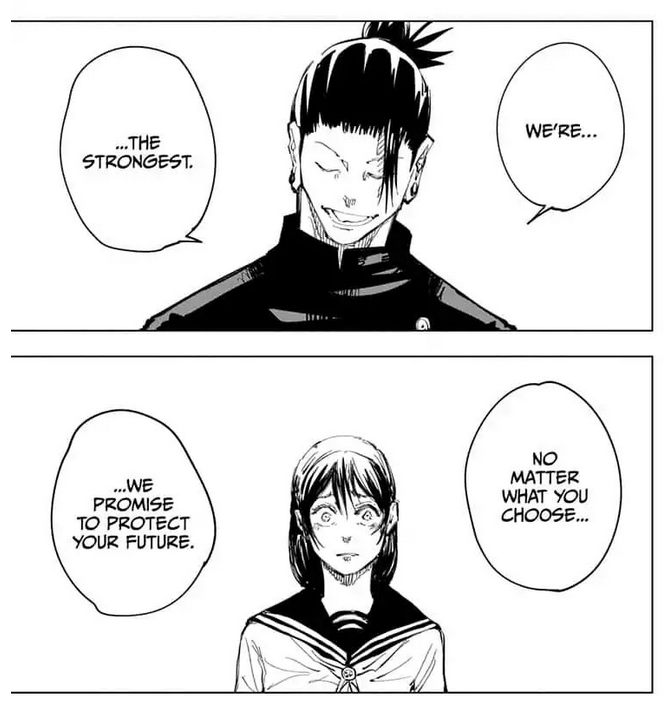 WE'RE...
...THE
STRONGEST.
NO
MATTER
WHAT YOU
CHOOSE...
...WE
PROMISE
TO PROTECT
YOUR FUTURE.